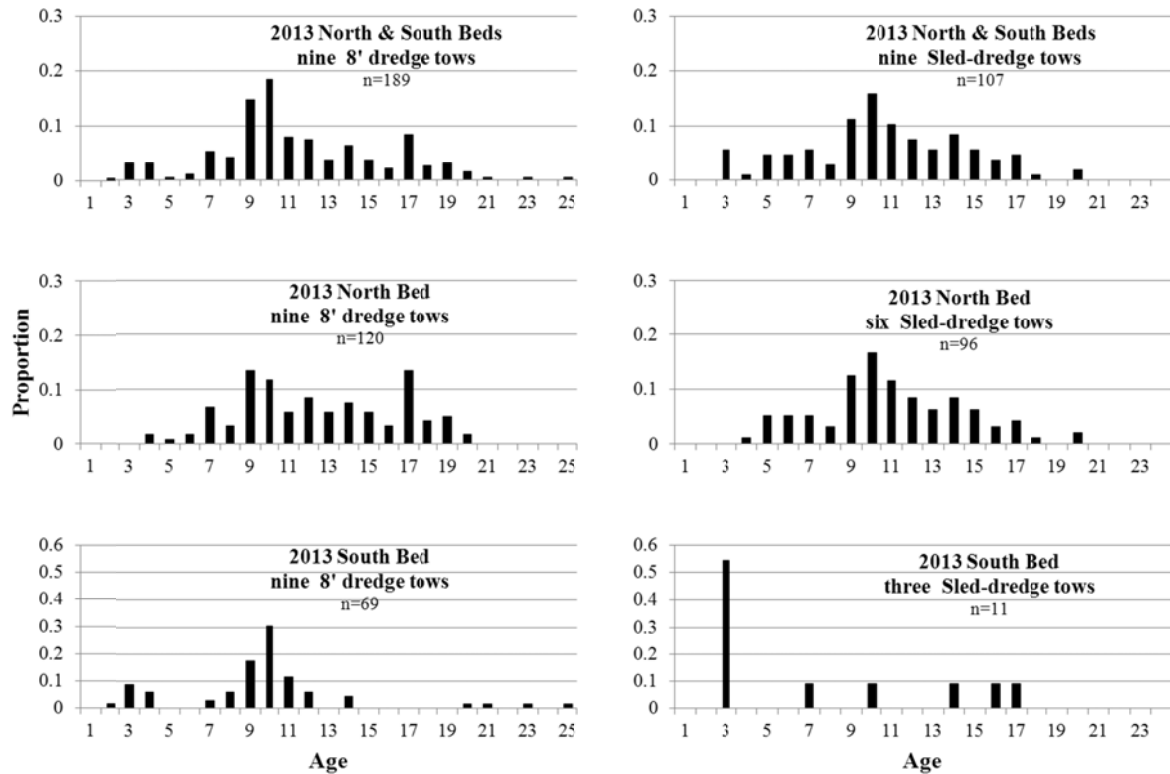 2013 North & South Beds
nine 8' dredge tows
n=189
0.3
0.2
0.1
0
1 3 5 7 9 11 13 15 17 19 21 23 25
2013 North & South Beds
nine Sled-dredge tows
n=107
0.3
0.2
0.1
0
1 3 5 7 9 11 13 15 17 19 21 23
Proportion
2013 North Bed
nine 8' dredge tows
n=120
0.3
0.2
0.1
0
1 3 5 7 9 11 13 15 17 19 21 23 25
2013 North Bed
six Sled-dredge tows
n=96
0.3
0.2
0.1
0
1 3 5 7 9 11 13 15 17 19 21 23
2013 South Bed
nine 8' dredge tows
n=69
0.6
0.5
0.4
0.3
0.2
0.1
0
1 3 5 7 9 11 13 15 17 19 21 23 25
Age
2013 South Bed
three Sled-dredge tows
n=11
0.6
0.5
0.4
0.3
0.2
0.1
0
1 3 5 7 9 11 13 15 17 19 21 23
Age